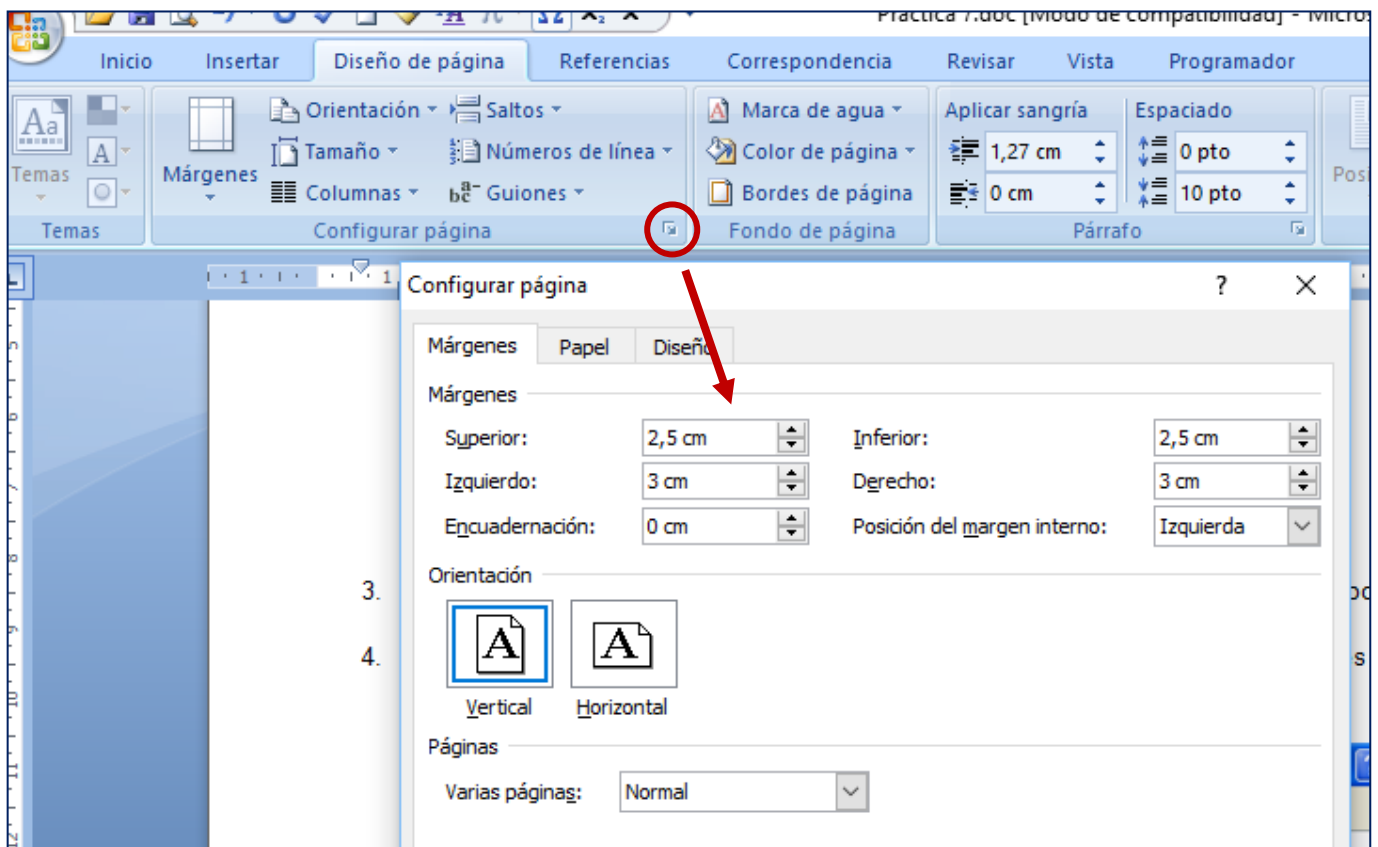 Práctica 7.doc [Modo de compatibilidad] -
Inicio Insertar Diseño de página Referencias Correspondencia Revisar Vista Programador
Orientación Saltos Marca de agua Aplicar sangría Espaciado
Tamaño Números de línea Color de página 1,27 cm 0 pto
Temas Márgenes Columnas Guiones Bordes de página 0 cm 10 pto
Temas Configurar página Fondo de página Párrafo
1 1
Configurar página
Márgenes Papel Diseño
Márgenes
Superior: 2,5 cm Inferior: 2,5 cm
Izquierdo: 3 cm Derecho: 3 cm
Encuadernación: 0 cm Posición del margen interno: Izquierda
Orientación
3.
4.
Vertical Horizontal
Páginas
Varias páginas: Normal